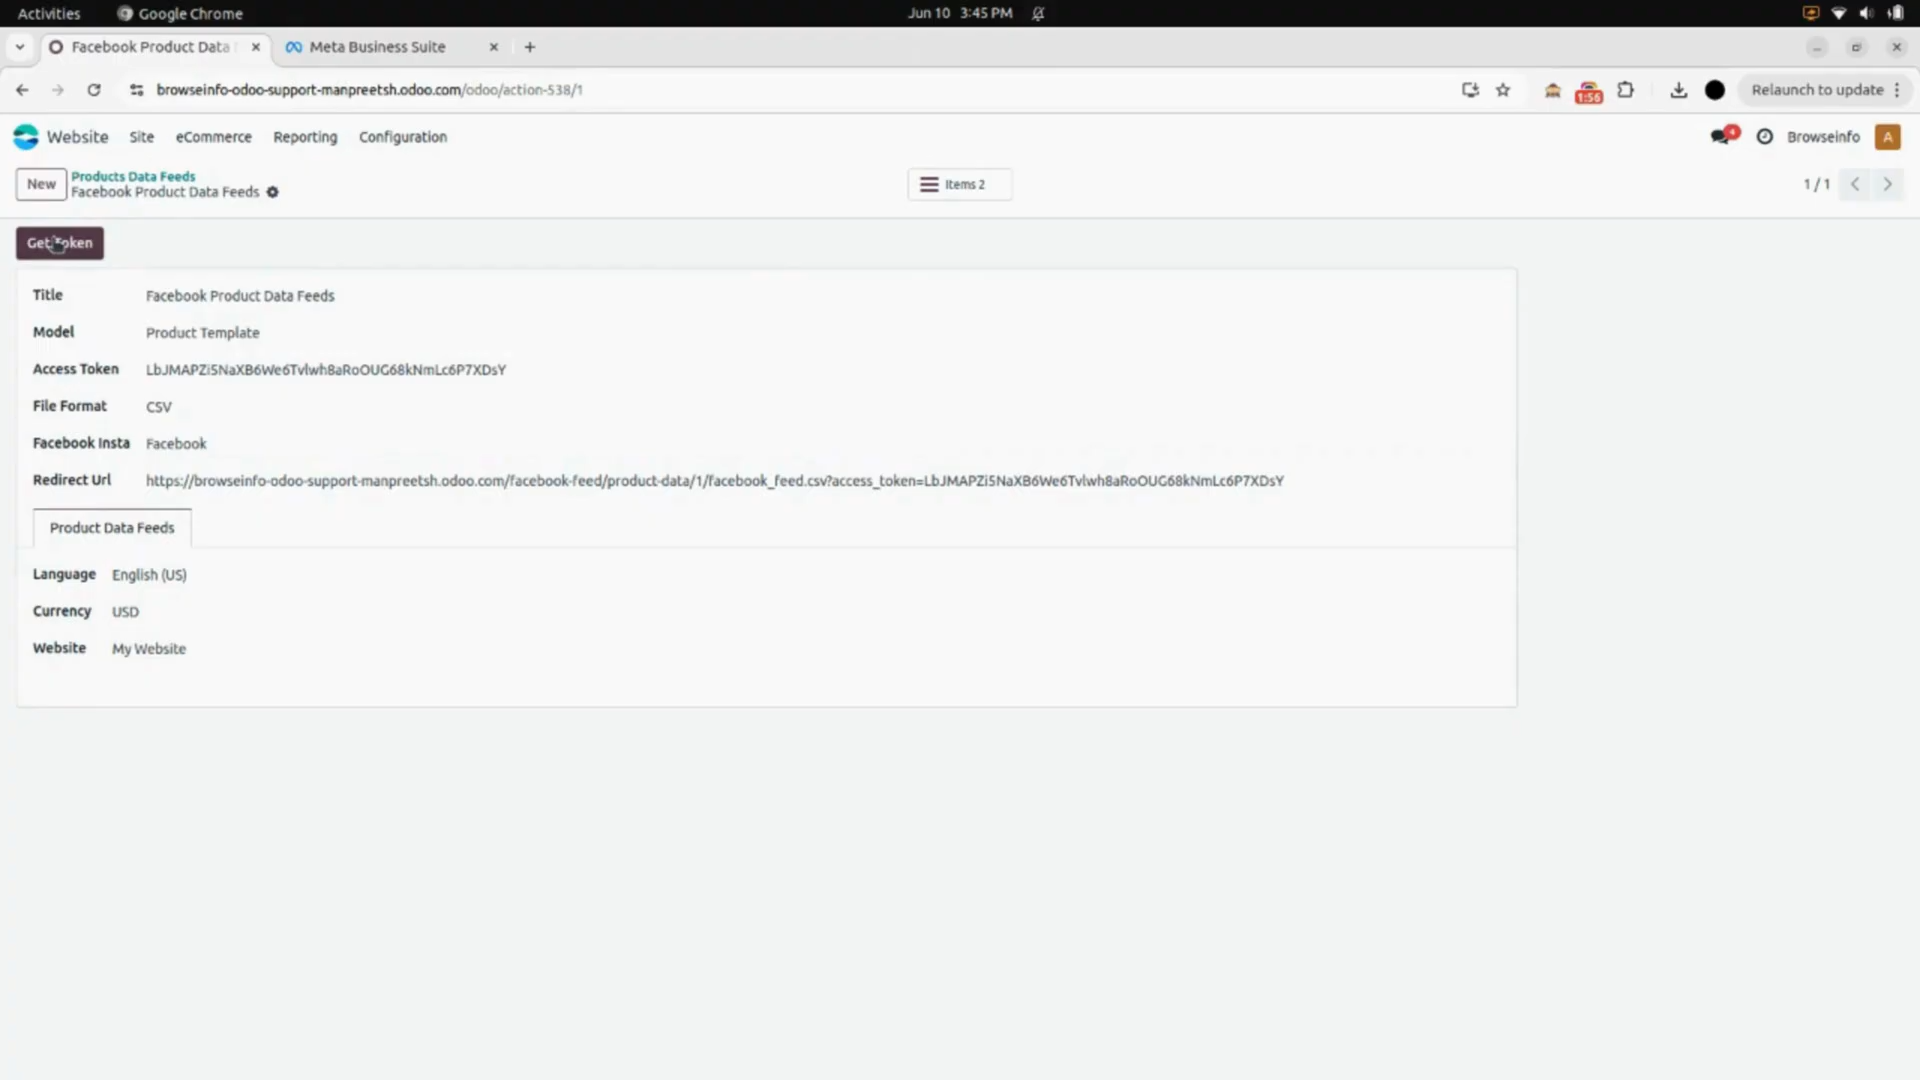 Activities Google Chrome Jun 10 3:45 PM
Facebook Product Data Meta Business Suite
browseinfo-odoo-support-manpreetsh.odoo.com/odoo/action-538/1 1:56 Relaunch to update
Website Site eCommerce Reporting Configuration 4 Browseinfo A
New Products Data Feeds Items 2 1 / 1
Facebook Product Data Feeds
Get Token
Title Facebook Product Data Feeds
Model Product Template
Access Token LbJMAPZi5NaXB6We6Tvlwh8aRoOUG68kNmLc6P7XDsY
File Format CSV
Facebook Insta Facebook
Redirect Url https://browseinfo-odoo-support-manpreetsh.odoo.com/facebook-feed/product-data/1/facebook_feed.csv?access_token=LbJMAPZi5NaXB6We6Tvlwh8aRoOUG68kNmLc6P7XDsY
Product Data Feeds
Language English (US)
Currency USD
Website My Website